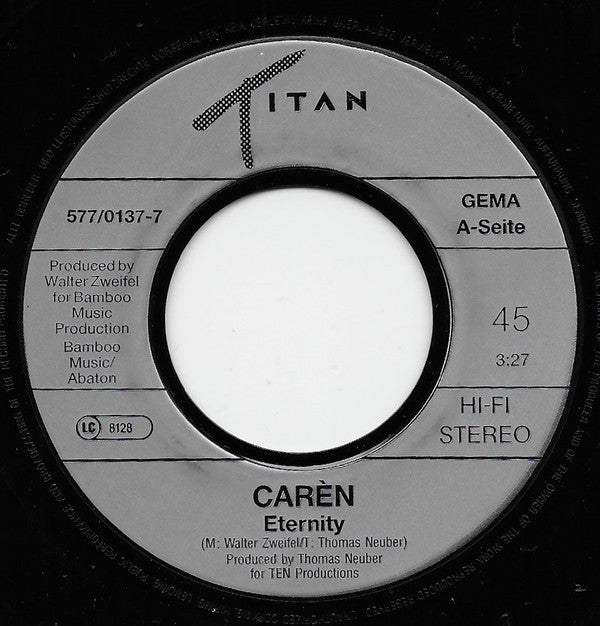 TITAN
577/0137-7
GEMA
A-Seite
Produced by
Walter Zweifel
for Bamboo
Music
Production
Bamboo
Music/
Abaton
45
3:27
LC 8128
HI-FI
STEREO
CARÈN
Eternity
(M: Walter Zweifel/T: Thomas Neuber)
Produced by Thomas Neuber
for TEN Productions